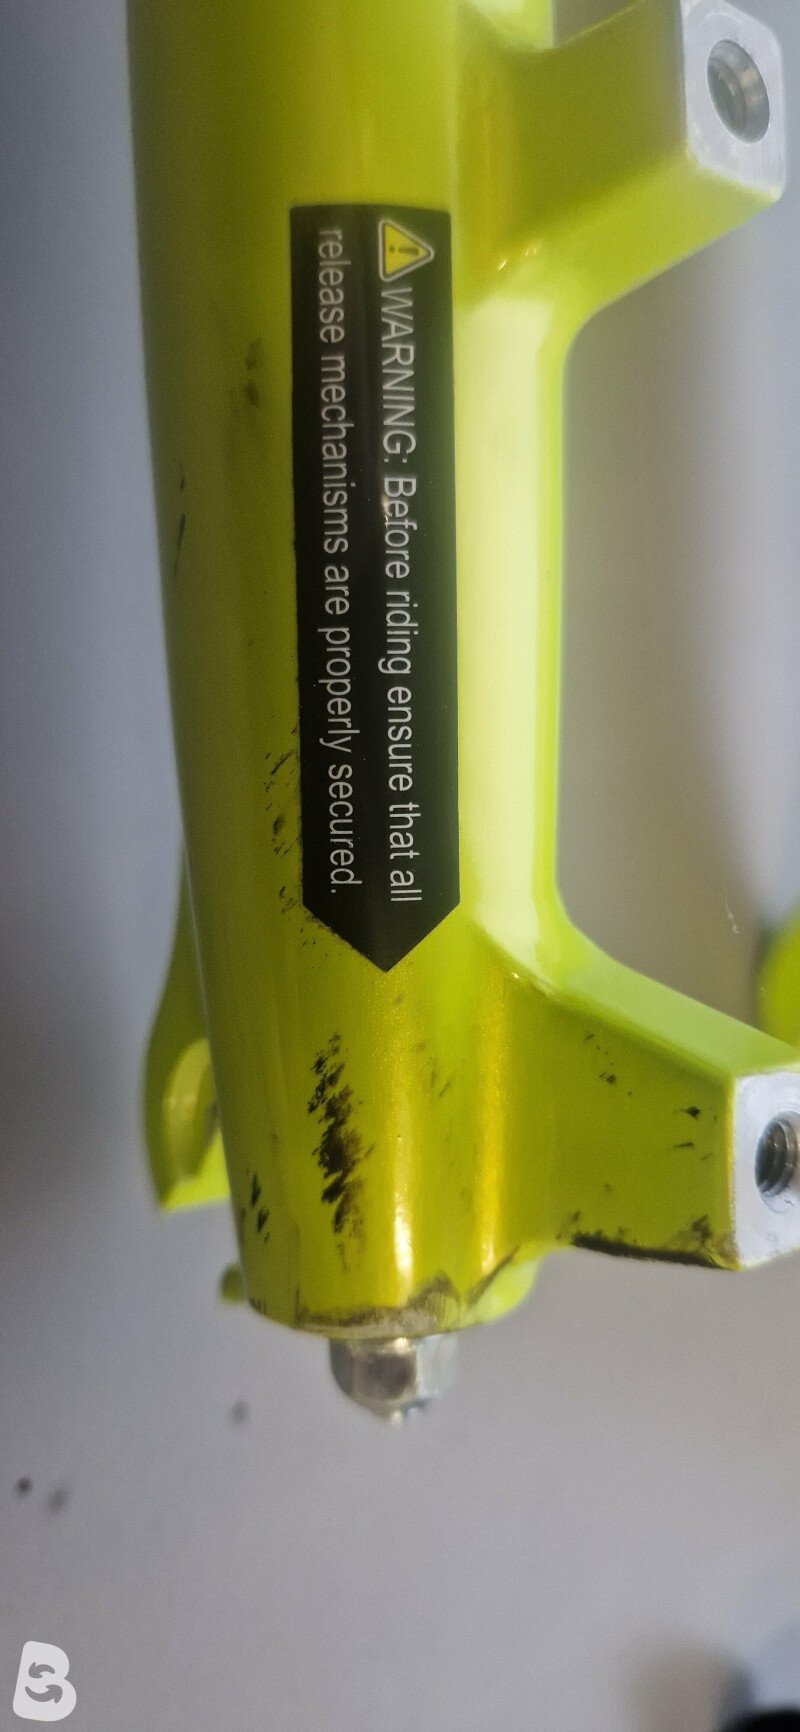 WARNING: Before riding ensure that all
release mechanisms are properly secured.